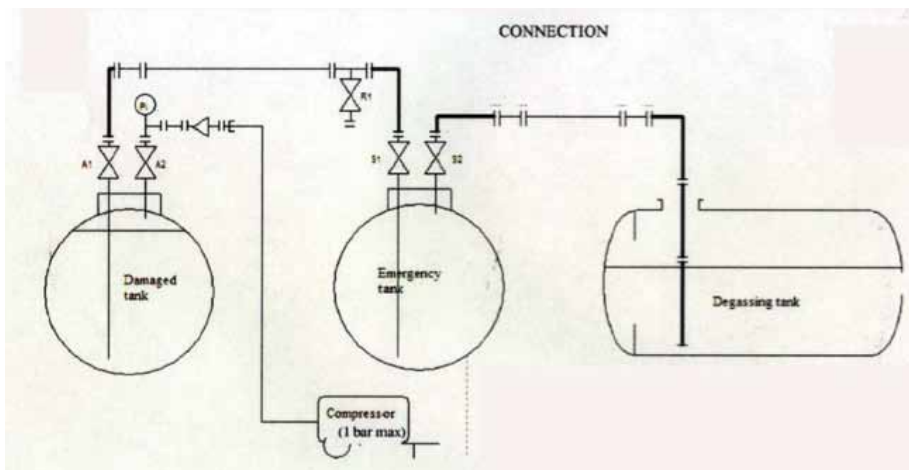 CONNECTION
R1
A1
A2
S1
S2
Damaged
tank
Emergency
tank
Degassing tank
Compressor
(1 bar max)